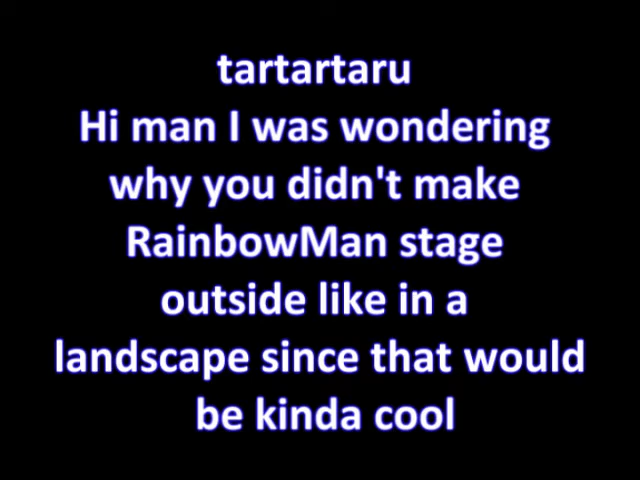 tartartaru
Hi man I was wondering
why you didn't make
RainbowMan stage
outside like in a
landscape since that would
be kinda cool